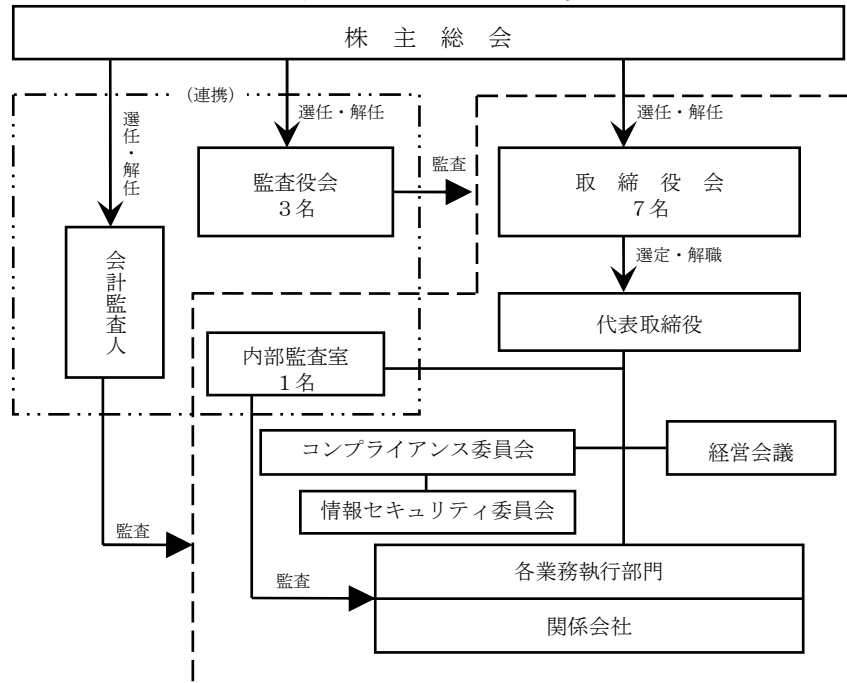 株 主 総 会
(連携)
選任・解任
選任・解任
選任・解任
監査役会
3名
監査
取 締 役 会
7名
選定・解職
会計監査人
代表取締役
内部監査室
1名
コンプライアンス委員会
経営会議
情報セキュリティ委員会
監査
監査
各業務執行部門
関係会社